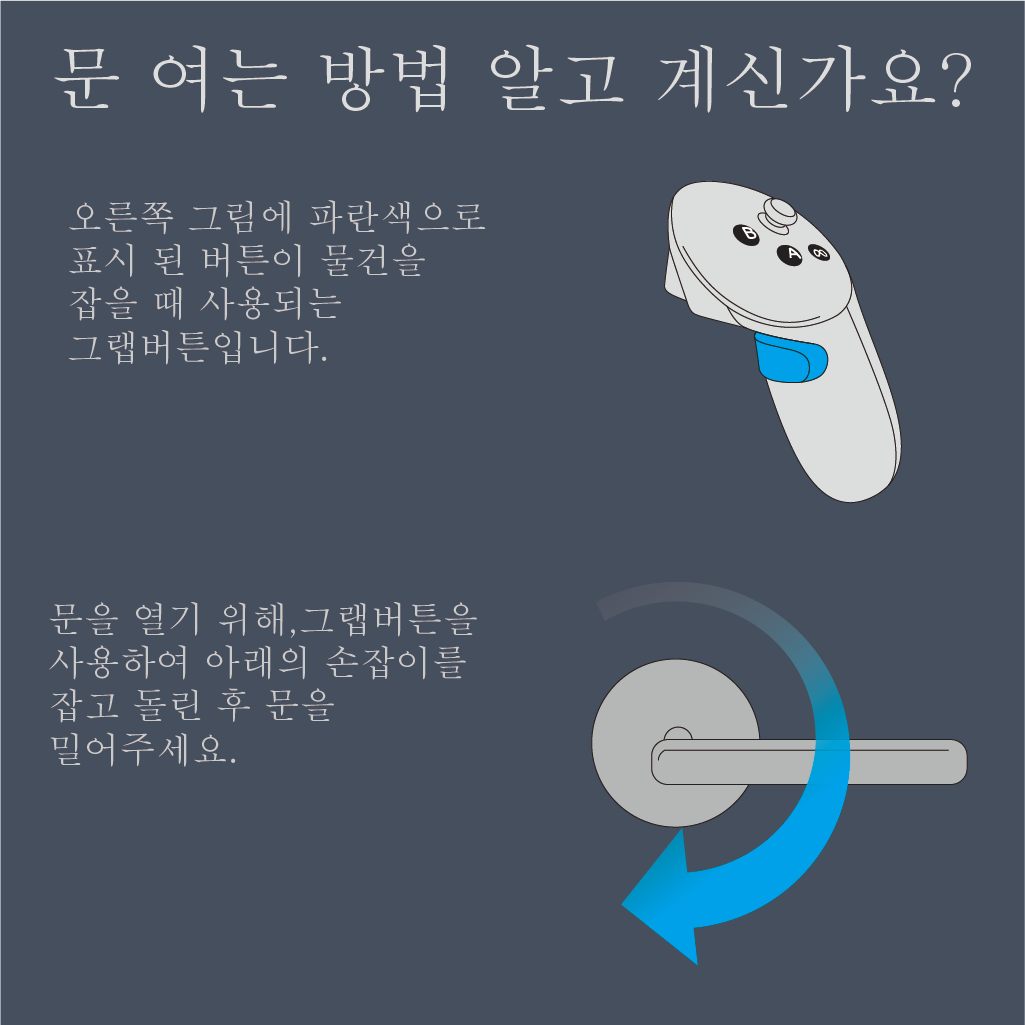 문 여는 방법 알고 계신가요?
오른쪽 그림에 파란색으로
표시 된 버튼이 물건을
잡을 때 사용되는
그랩버튼입니다.
B
A
문을 열기 위해,그랩버튼을
사용하여 아래의 손잡이를
잡고 돌린 후 문을
밀어주세요.